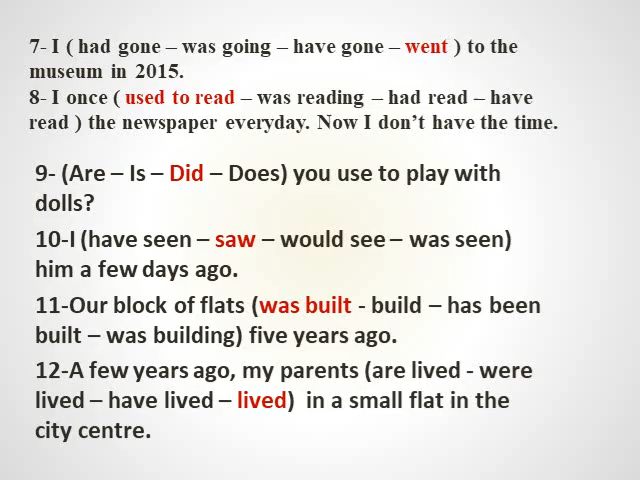 7- I ( had gone – was going – have gone – went ) to the
museum in 2015.
8- I once ( used to read – was reading – had read – have
read ) the newspaper everyday. Now I don’t have the time.
9- (Are – Is – Did – Does) you use to play with
dolls?
10-I (have seen – saw – would see – was seen)
him a few days ago.
11-Our block of flats (was built - build – has been
built – was building) five years ago.
12-A few years ago, my parents (are lived - were
lived – have lived – lived)  in a small flat in the
city centre.